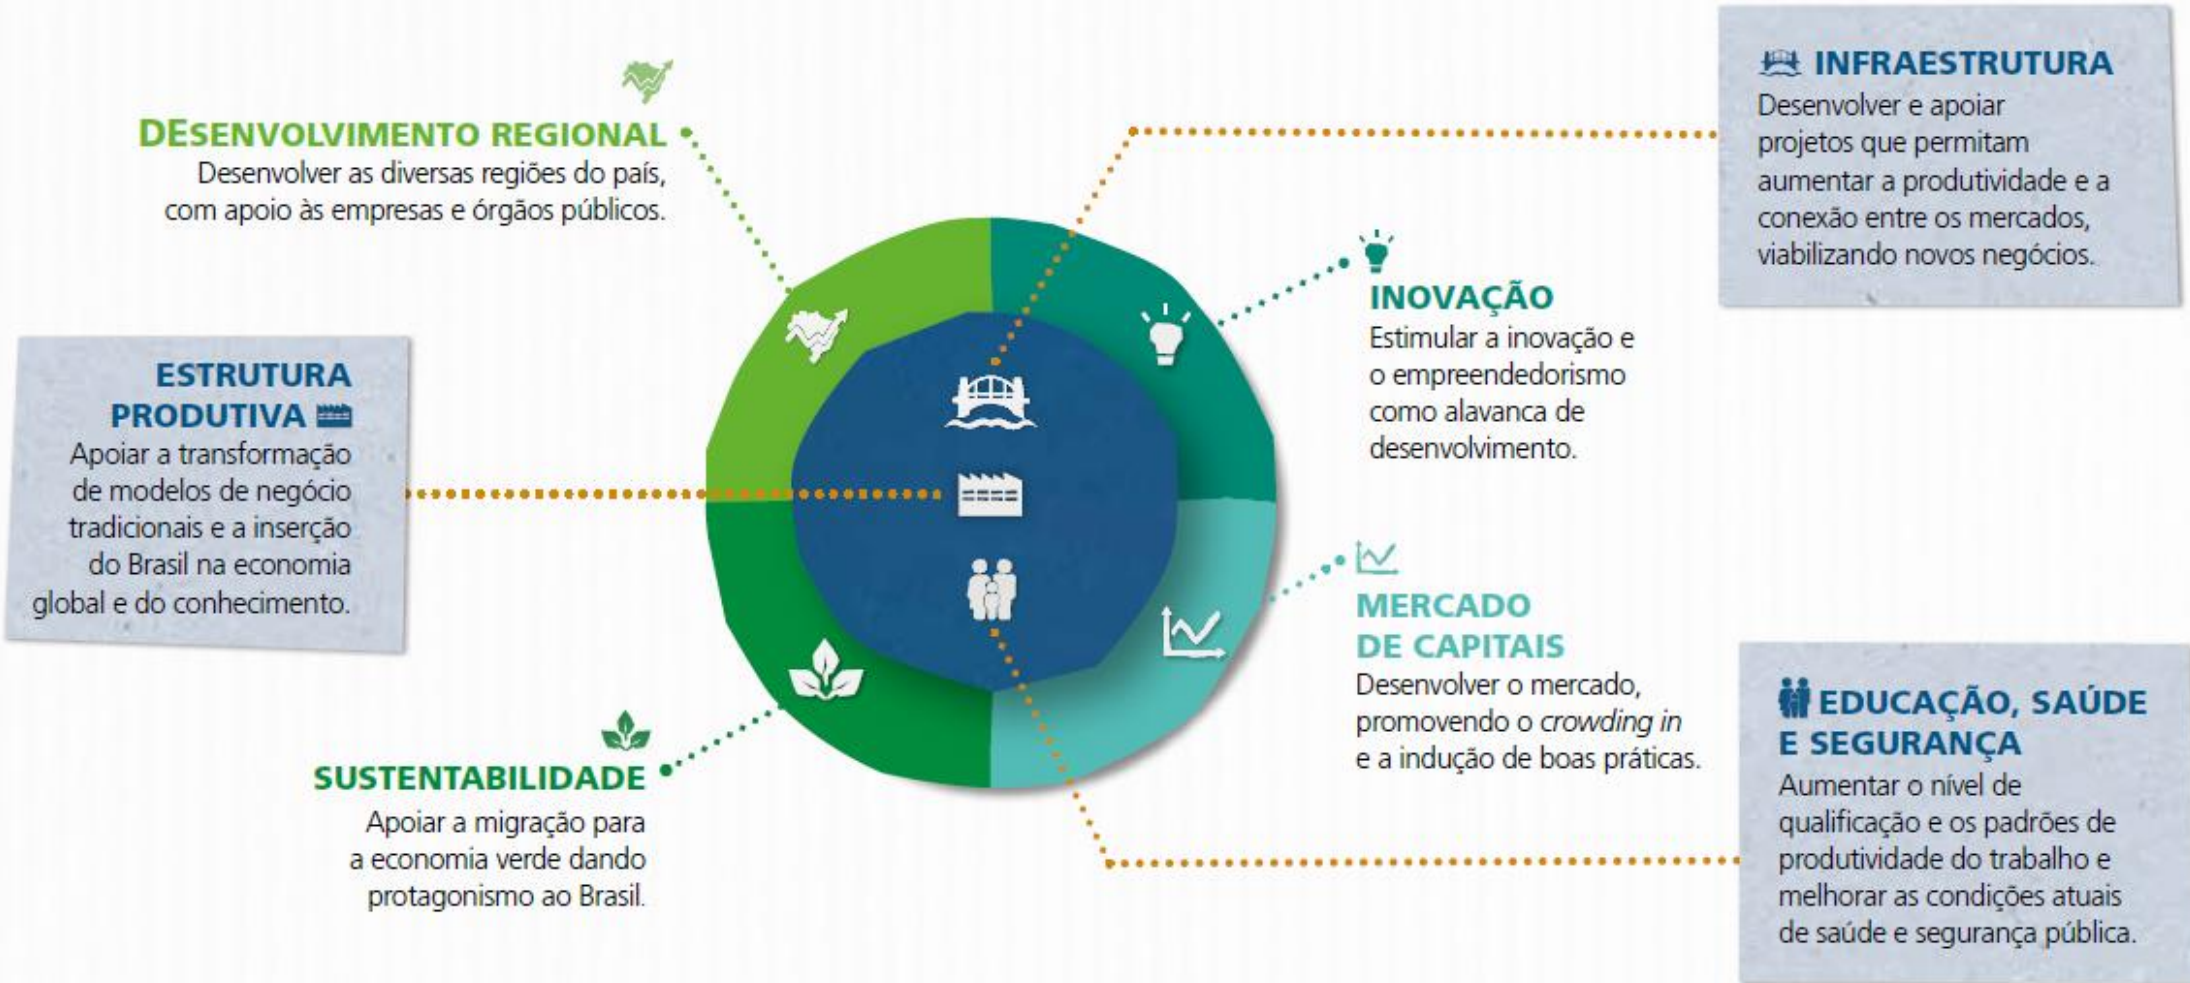 DESENVOLVIMENTO REGIONAL
Desenvolver as diversas regiões do país,
com apoio às empresas e órgãos públicos.
ESTRUTURA
PRODUTIVA
Apoiar a transformação
de modelos de negócio
tradicionais e a inserção
do Brasil na economia
global e do conhecimento.
SUSTENTABILIDADE
Apoiar a migração para
a economia verde dando
protagonismo ao Brasil.
INFRAESTRUTURA
Desenvolver e apoiar
projetos que permitam
aumentar a produtividade e a
conexão entre os mercados,
viabilizando novos negócios.
INOVAÇÃO
Estimular a inovação e
o empreendedorismo
como alavanca de
desenvolvimento.
MERCADO
DE CAPITAIS
Desenvolver o mercado,
promovendo o crowding in
e a indução de boas práticas.
EDUCAÇÃO, SAÚDE
E SEGURANÇA
Aumentar o nível de
qualificação e os padrões de
produtividade do trabalho e
melhorar as condições atuais
de saúde e segurança pública.